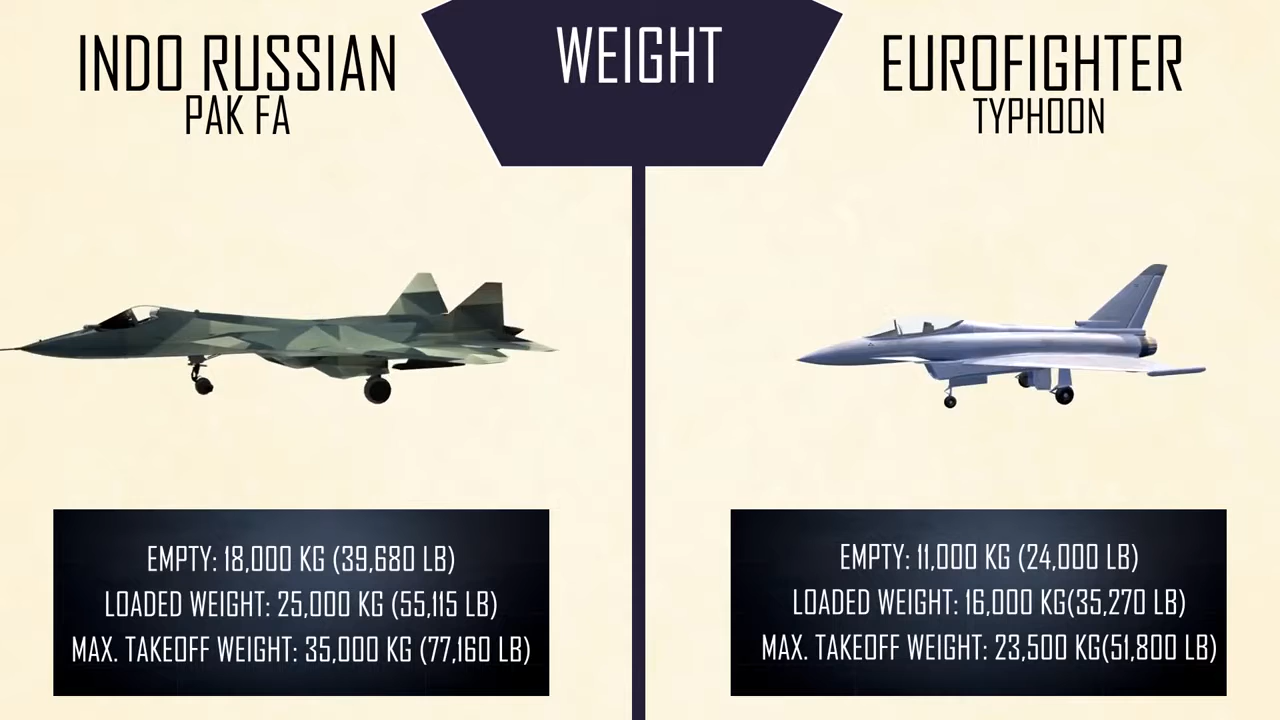 WEIGHT
INDO RUSSIAN
PAK FA
EUROFIGHTER
TYPHOON
EMPTY: 18,000 KG (39,680 LB)
LOADED WEIGHT: 25,000 KG (55,115 LB)
MAX. TAKEOFF WEIGHT: 35,000 KG (77,160 LB)
EMPTY: 11,000 KG (24,000 LB)
LOADED WEIGHT: 16,000 KG(35,270 LB)
MAX. TAKEOFF WEIGHT: 23,500 KG(51,800 LB)